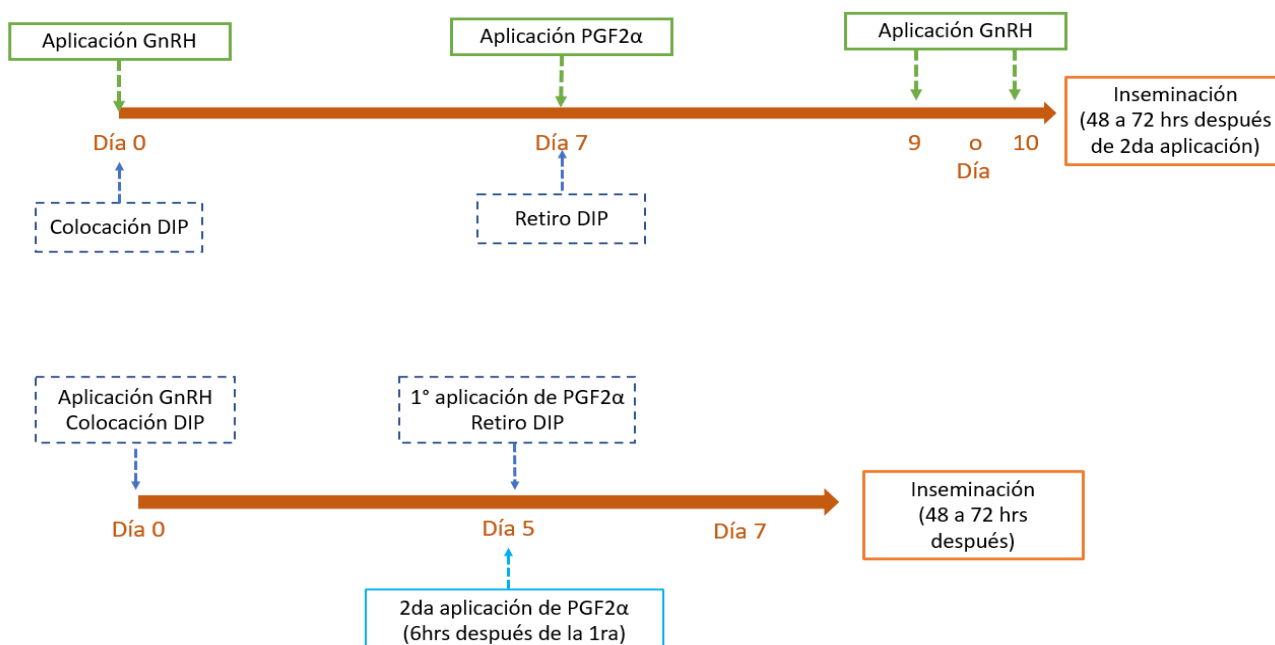 Aplicación GnRH
Aplicación PGF2α
Aplicación GnRH
Inseminación
(48 a 72 hrs después
de 2da aplicación)
Día 0
Día 7
9 o 10
Día
Colocación DIP
Retiro DIP
Aplicación GnRH
Colocación DIP
1° aplicación de PGF2α
Retiro DIP
Inseminación
(48 a 72 hrs
después)
Día 0
Día 5
Día 7
2da aplicación de PGF2α
(6hrs después de la 1ra)